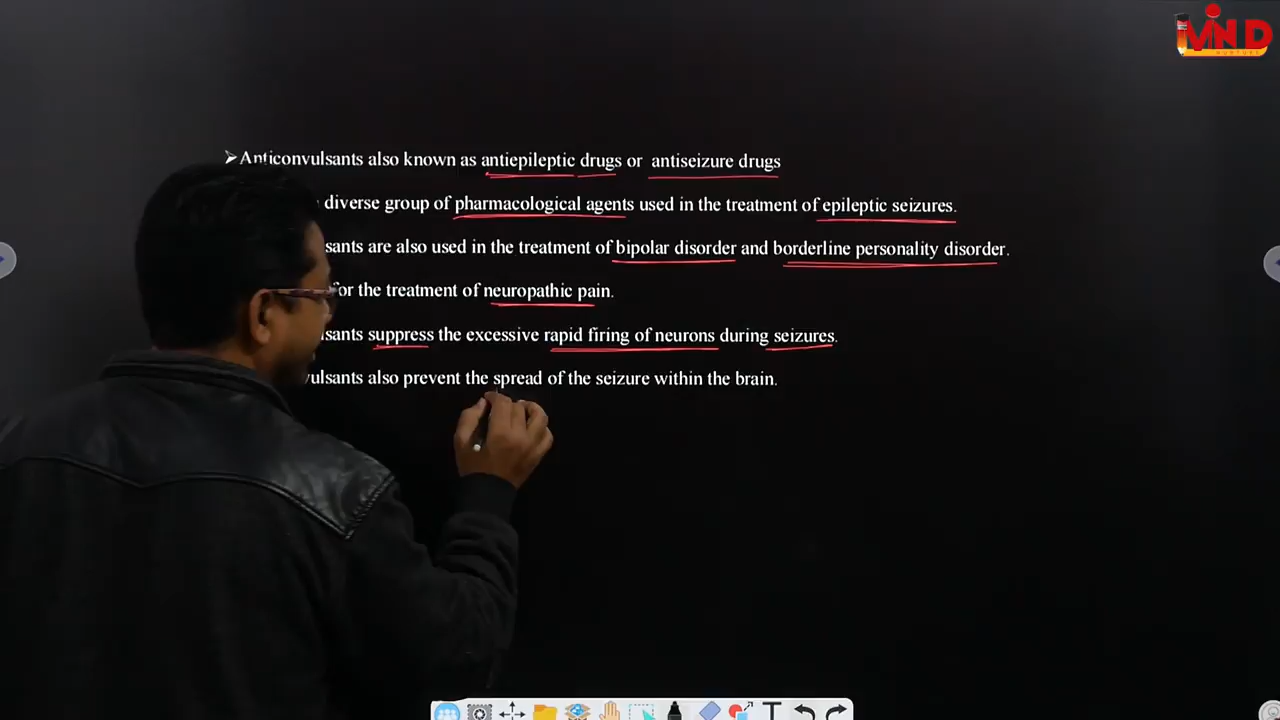 MIND
➤Anticonvulsants also known as antiepileptic drugs or antiseizure drugs
diverse group of pharmacological agents used in the treatment of epileptic seizures.
sants are also used in the treatment of bipolar disorder and borderline personality disorder.
for the treatment of neuropathic pain.
sants suppress the excessive rapid firing of neurons during seizures.
vulsants also prevent the spread of the seizure within the brain.